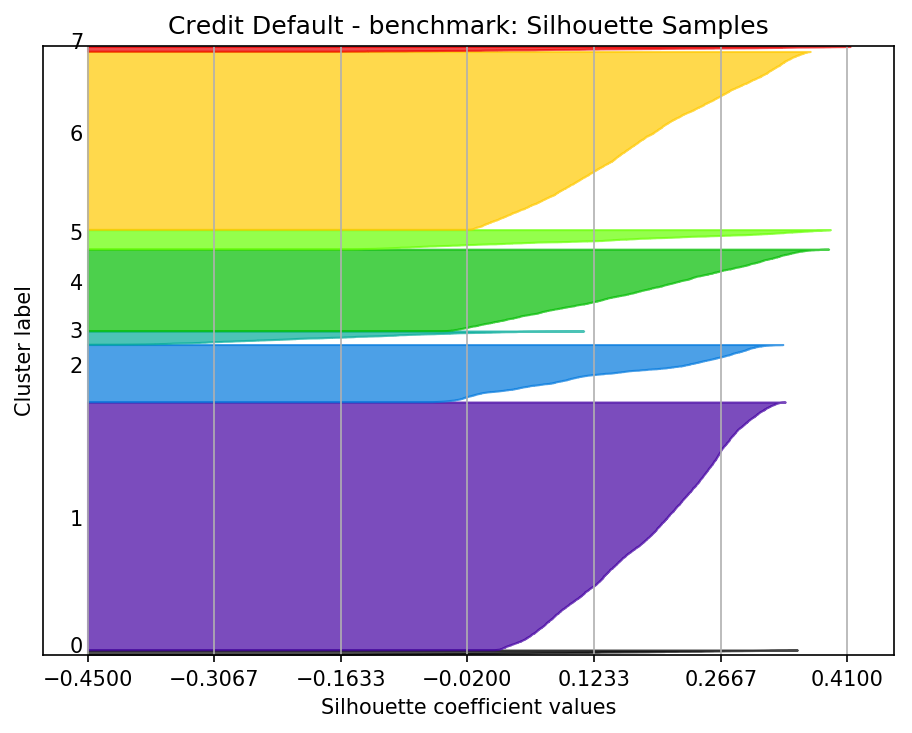 Credit Default - benchmark: Silhouette Samples
7
6
5
4
3
2
1
0
Cluster label
−0.4500 −0.3067 −0.1633 −0.0200 0.1233 0.2667 0.4100
Silhouette coefficient values